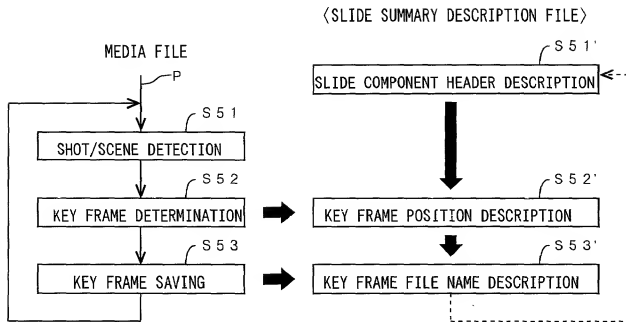 〈SLIDE SUMMARY DESCRIPTION FILE〉
MEDIA FILE
P
S51'
SLIDE COMPONENT HEADER DESCRIPTION
S51
SHOT/SCENE DETECTION
S52
KEY FRAME DETERMINATION
S52'
KEY FRAME POSITION DESCRIPTION
S53
KEY FRAME SAVING
S53'
KEY FRAME FILE NAME DESCRIPTION